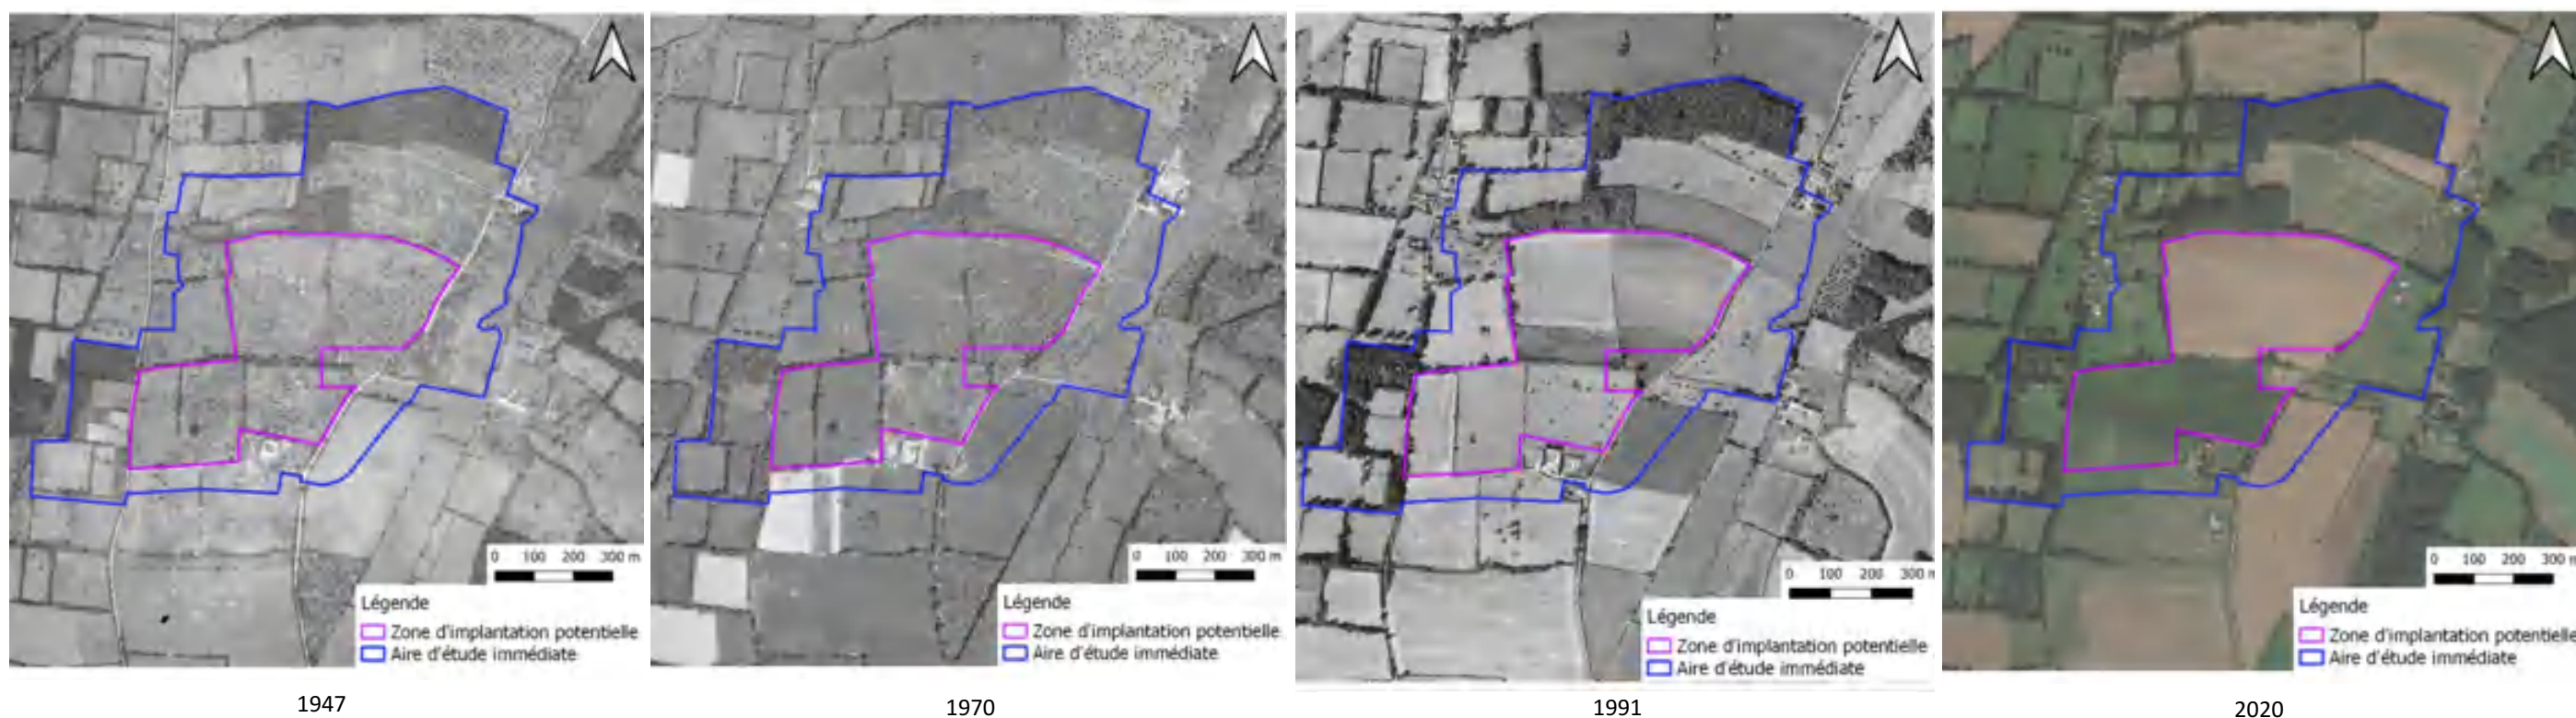 0 100 200 300 m
Légende
Zone d'implantation potentielle
Aire d'étude immédiate
1947
0 100 200 300 m
Légende
Zone d'implantation potentielle
Aire d'étude immédiate
1970
0 100 200 300 m
Légende
Zone d'implantation potentielle
Aire d'étude immédiate
1991
0 100 200 300 m
Légende
Zone d'implantation potentielle
Aire d'étude immédiate
2020